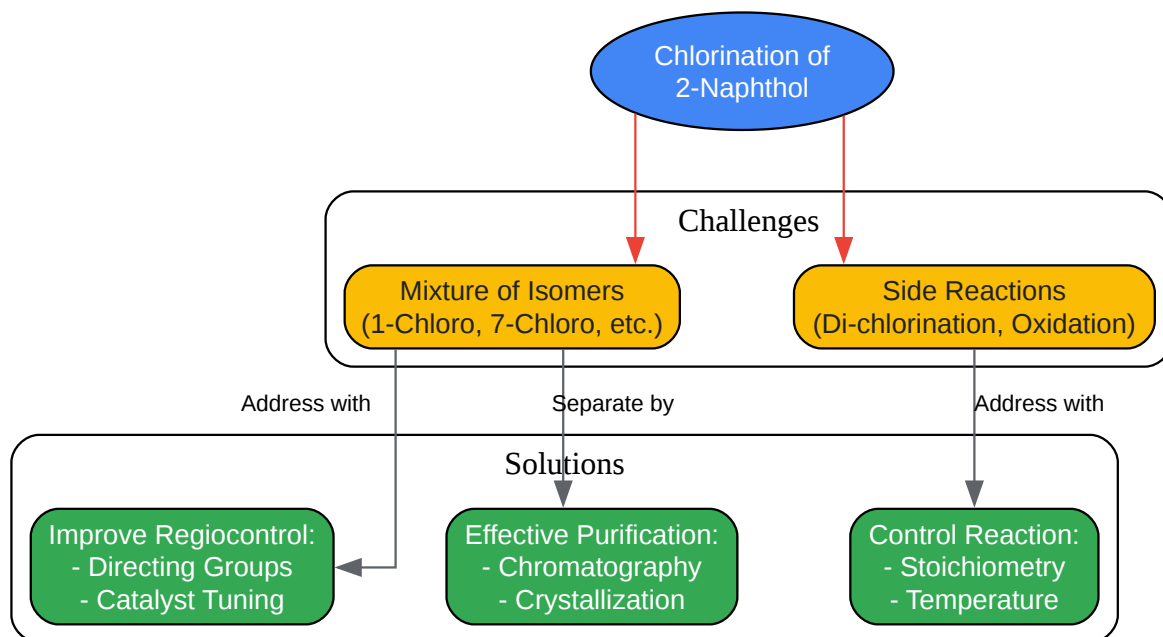 Chlorination of
2-Naphthol
Challenges
Mixture of Isomers
(1-Chloro, 7-Chloro, etc.)
Side Reactions
(Di-chlorination, Oxidation)
Address with
Separate by
Address with
Solutions
Improve Regiocontrol:
- Directing Groups
- Catalyst Tuning
Effective Purification:
- Chromatography
- Crystallization
Control Reaction:
- Stoichiometry
- Temperature